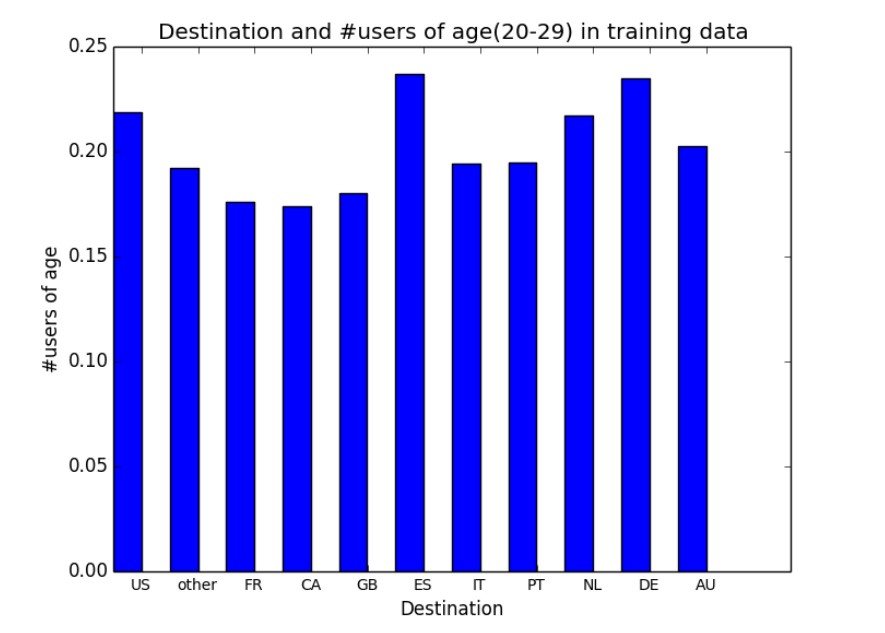 Destination and #users of age(20-29) in training data
0.25
0.20
0.15
0.10
0.05
0.00
#users of age
US other FR CA GB ES IT PT NL DE AU
Destination